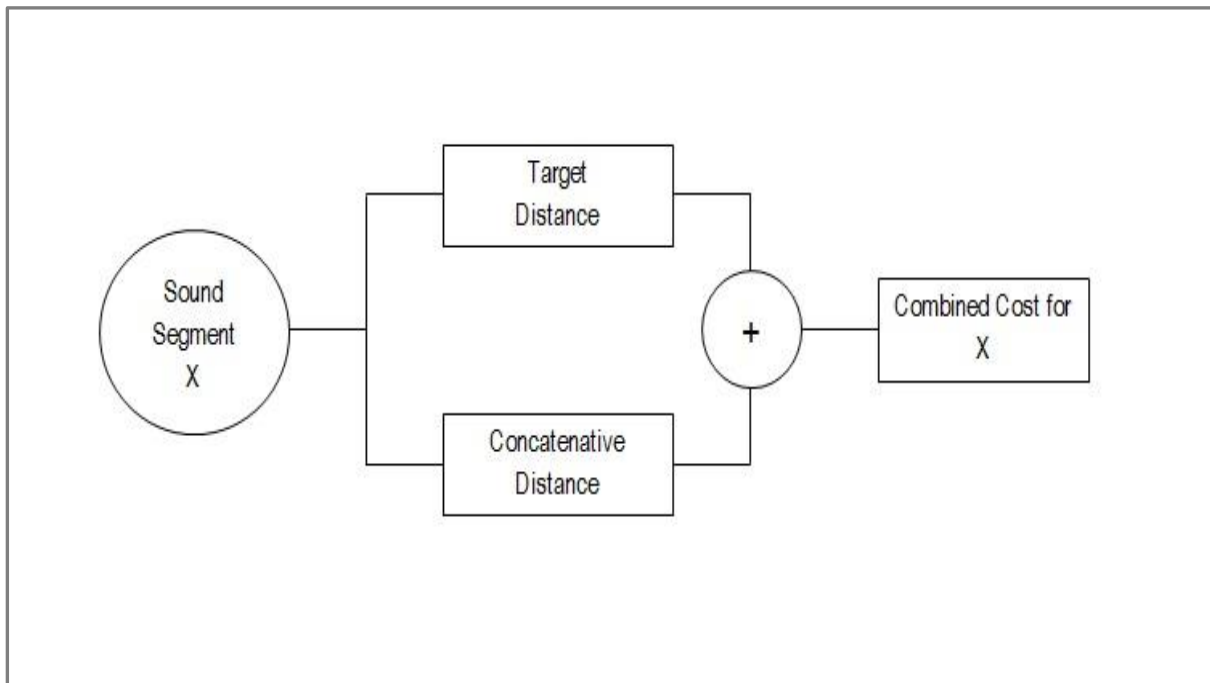 Sound
Segment
X
Target
Distance
Concatenative
Distance
+
Combined Cost for
X